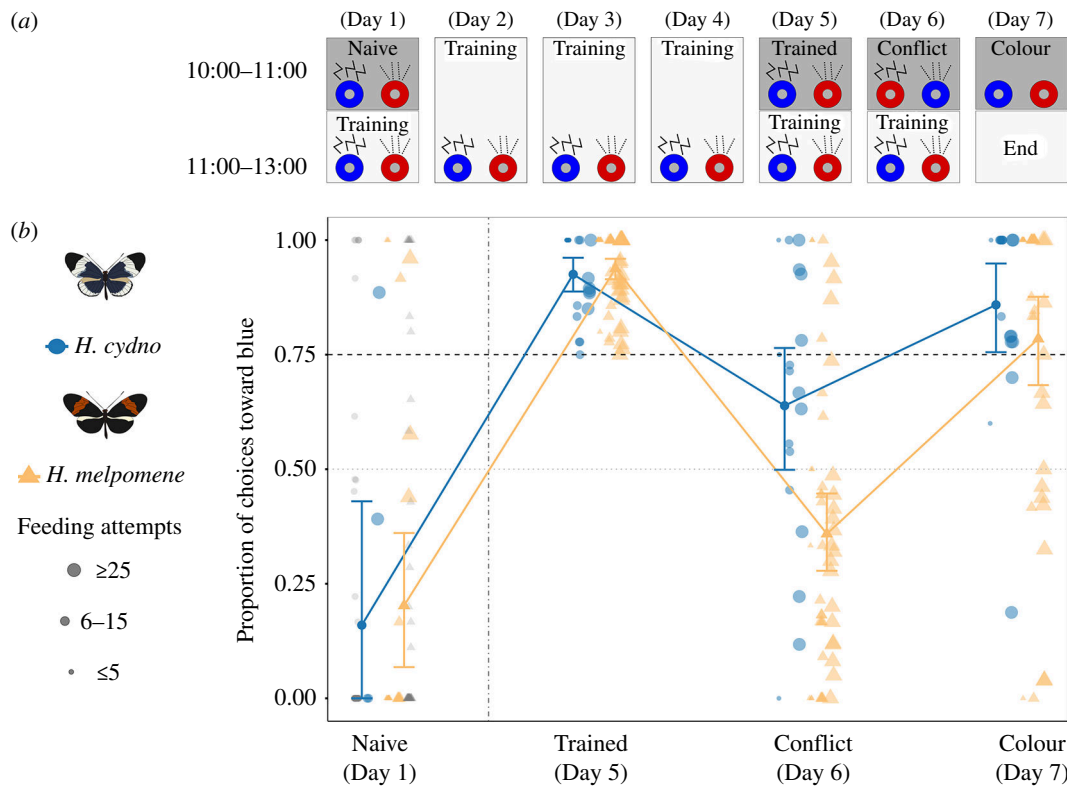 (a)
(Day 1) (Day 2) (Day 3) (Day 4) (Day 5) (Day 6) (Day 7)
10:00–11:00
Naive Training Training Training Trained Conflict Colour
11:00–13:00
Training Training Training End
(b)
H. cydno
H. melpomene
Feeding attempts
≥25
6–15
≤5
Proportion of choices toward blue
1.00
0.75
0.50
0.25
0.00
Naive Trained Conflict Colour
(Day 1) (Day 5) (Day 6) (Day 7)